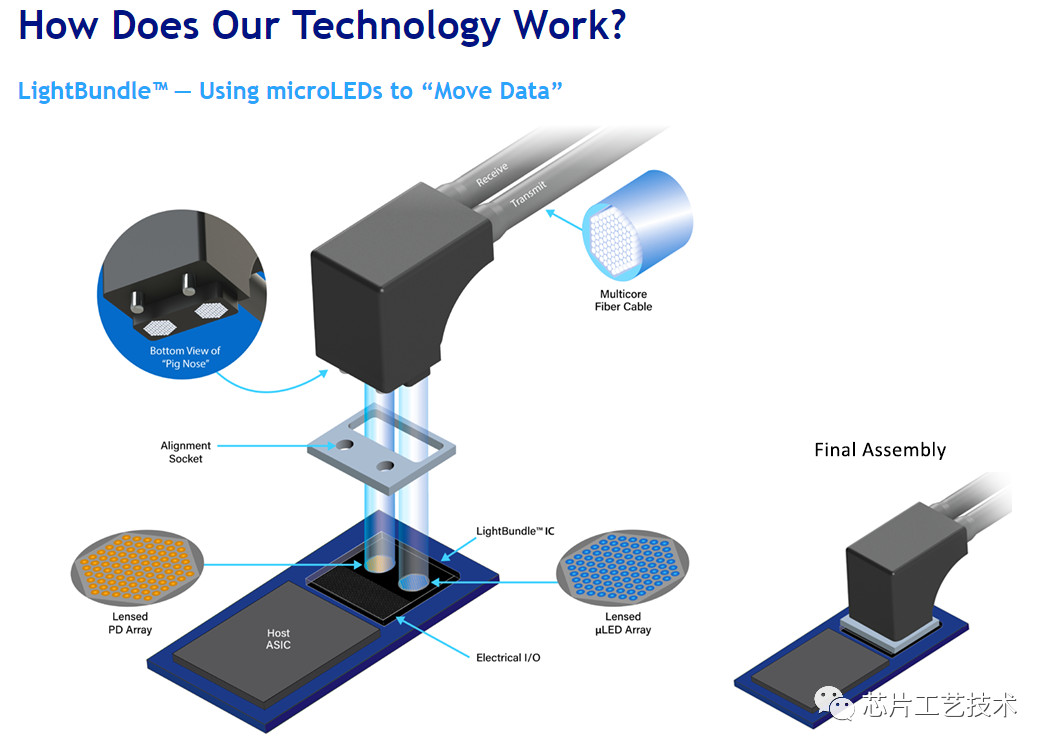 How Does Our Technology Work?
LightBundle™ — Using microLEDs to “Move Data”
Receive
Transmit
Multicore
Fiber Cable
Bottom View of
“Pig Nose”
Alignment
Socket
Final Assembly
LightBundle™ IC
Lensed
PD Array
Host
ASIC
Lensed
µLED Array
Electrical I/O
芯片工艺技术